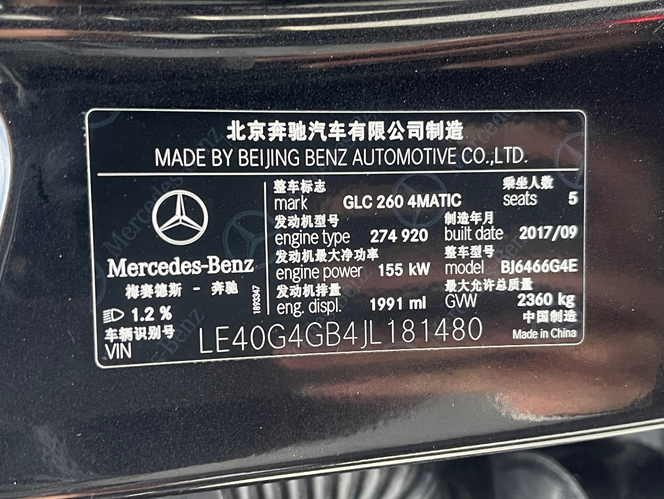 北京奔驰汽车有限公司制造
MADE BY BEIJING BENZ AUTOMOTIVE CO.,LTD.
Mercedes-Benz
梅赛德斯 - 奔驰
1893347
1.2 %
整车标志
mark GLC 260 4MATIC
乘坐人数
seats 5
发动机型号
engine type 274 920
制造年月
built date 2017/09
发动机最大净功率
engine power 155 kW
整车型号
model BJ6466G4E
发动机排量
eng. displ. 1991 ml
最大允许总质量
GVW 2360 kg
车辆识别号
VIN LE40G4GB4JL181480
中国制造
Made in China